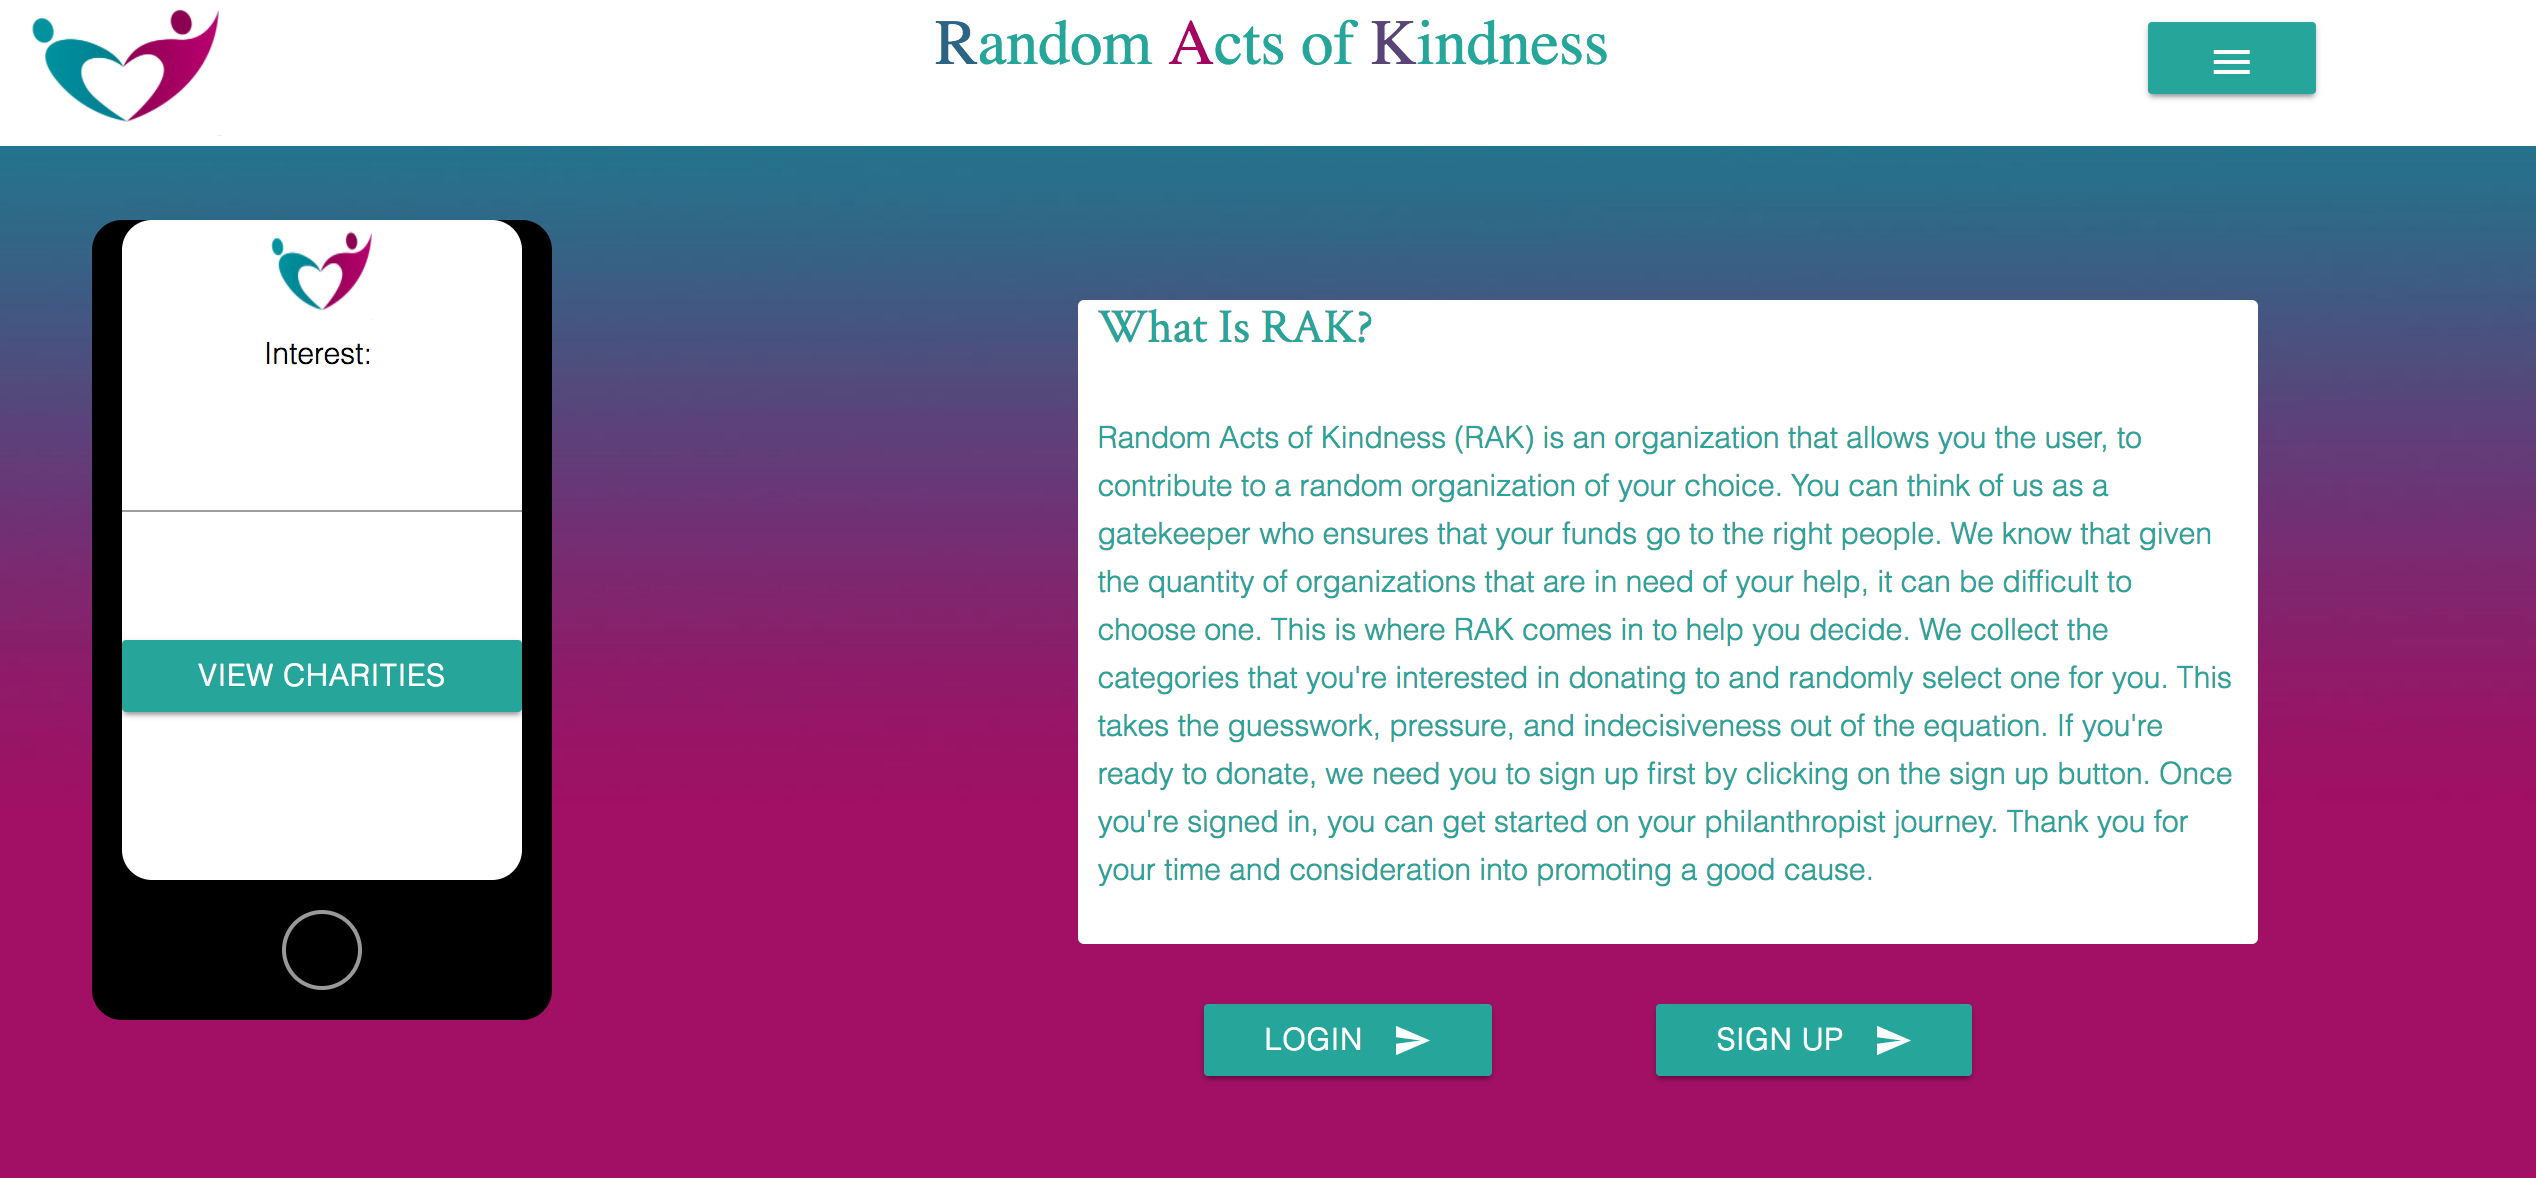 Random Acts of Kindness
Interest:
VIEW CHARITIES
What Is RAK?
Random Acts of Kindness (RAK) is an organization that allows you the user, to
contribute to a random organization of your choice. You can think of us as a
gatekeeper who ensures that your funds go to the right people. We know that given
the quantity of organizations that are in need of your help, it can be difficult to
choose one. This is where RAK comes in to help you decide. We collect the
categories that you're interested in donating to and randomly select one for you. This
takes the guesswork, pressure, and indecisiveness out of the equation. If you're
ready to donate, we need you to sign up first by clicking on the sign up button. Once
you're signed in, you can get started on your philanthropist journey. Thank you for
your time and consideration into promoting a good cause.
LOGIN
SIGN UP